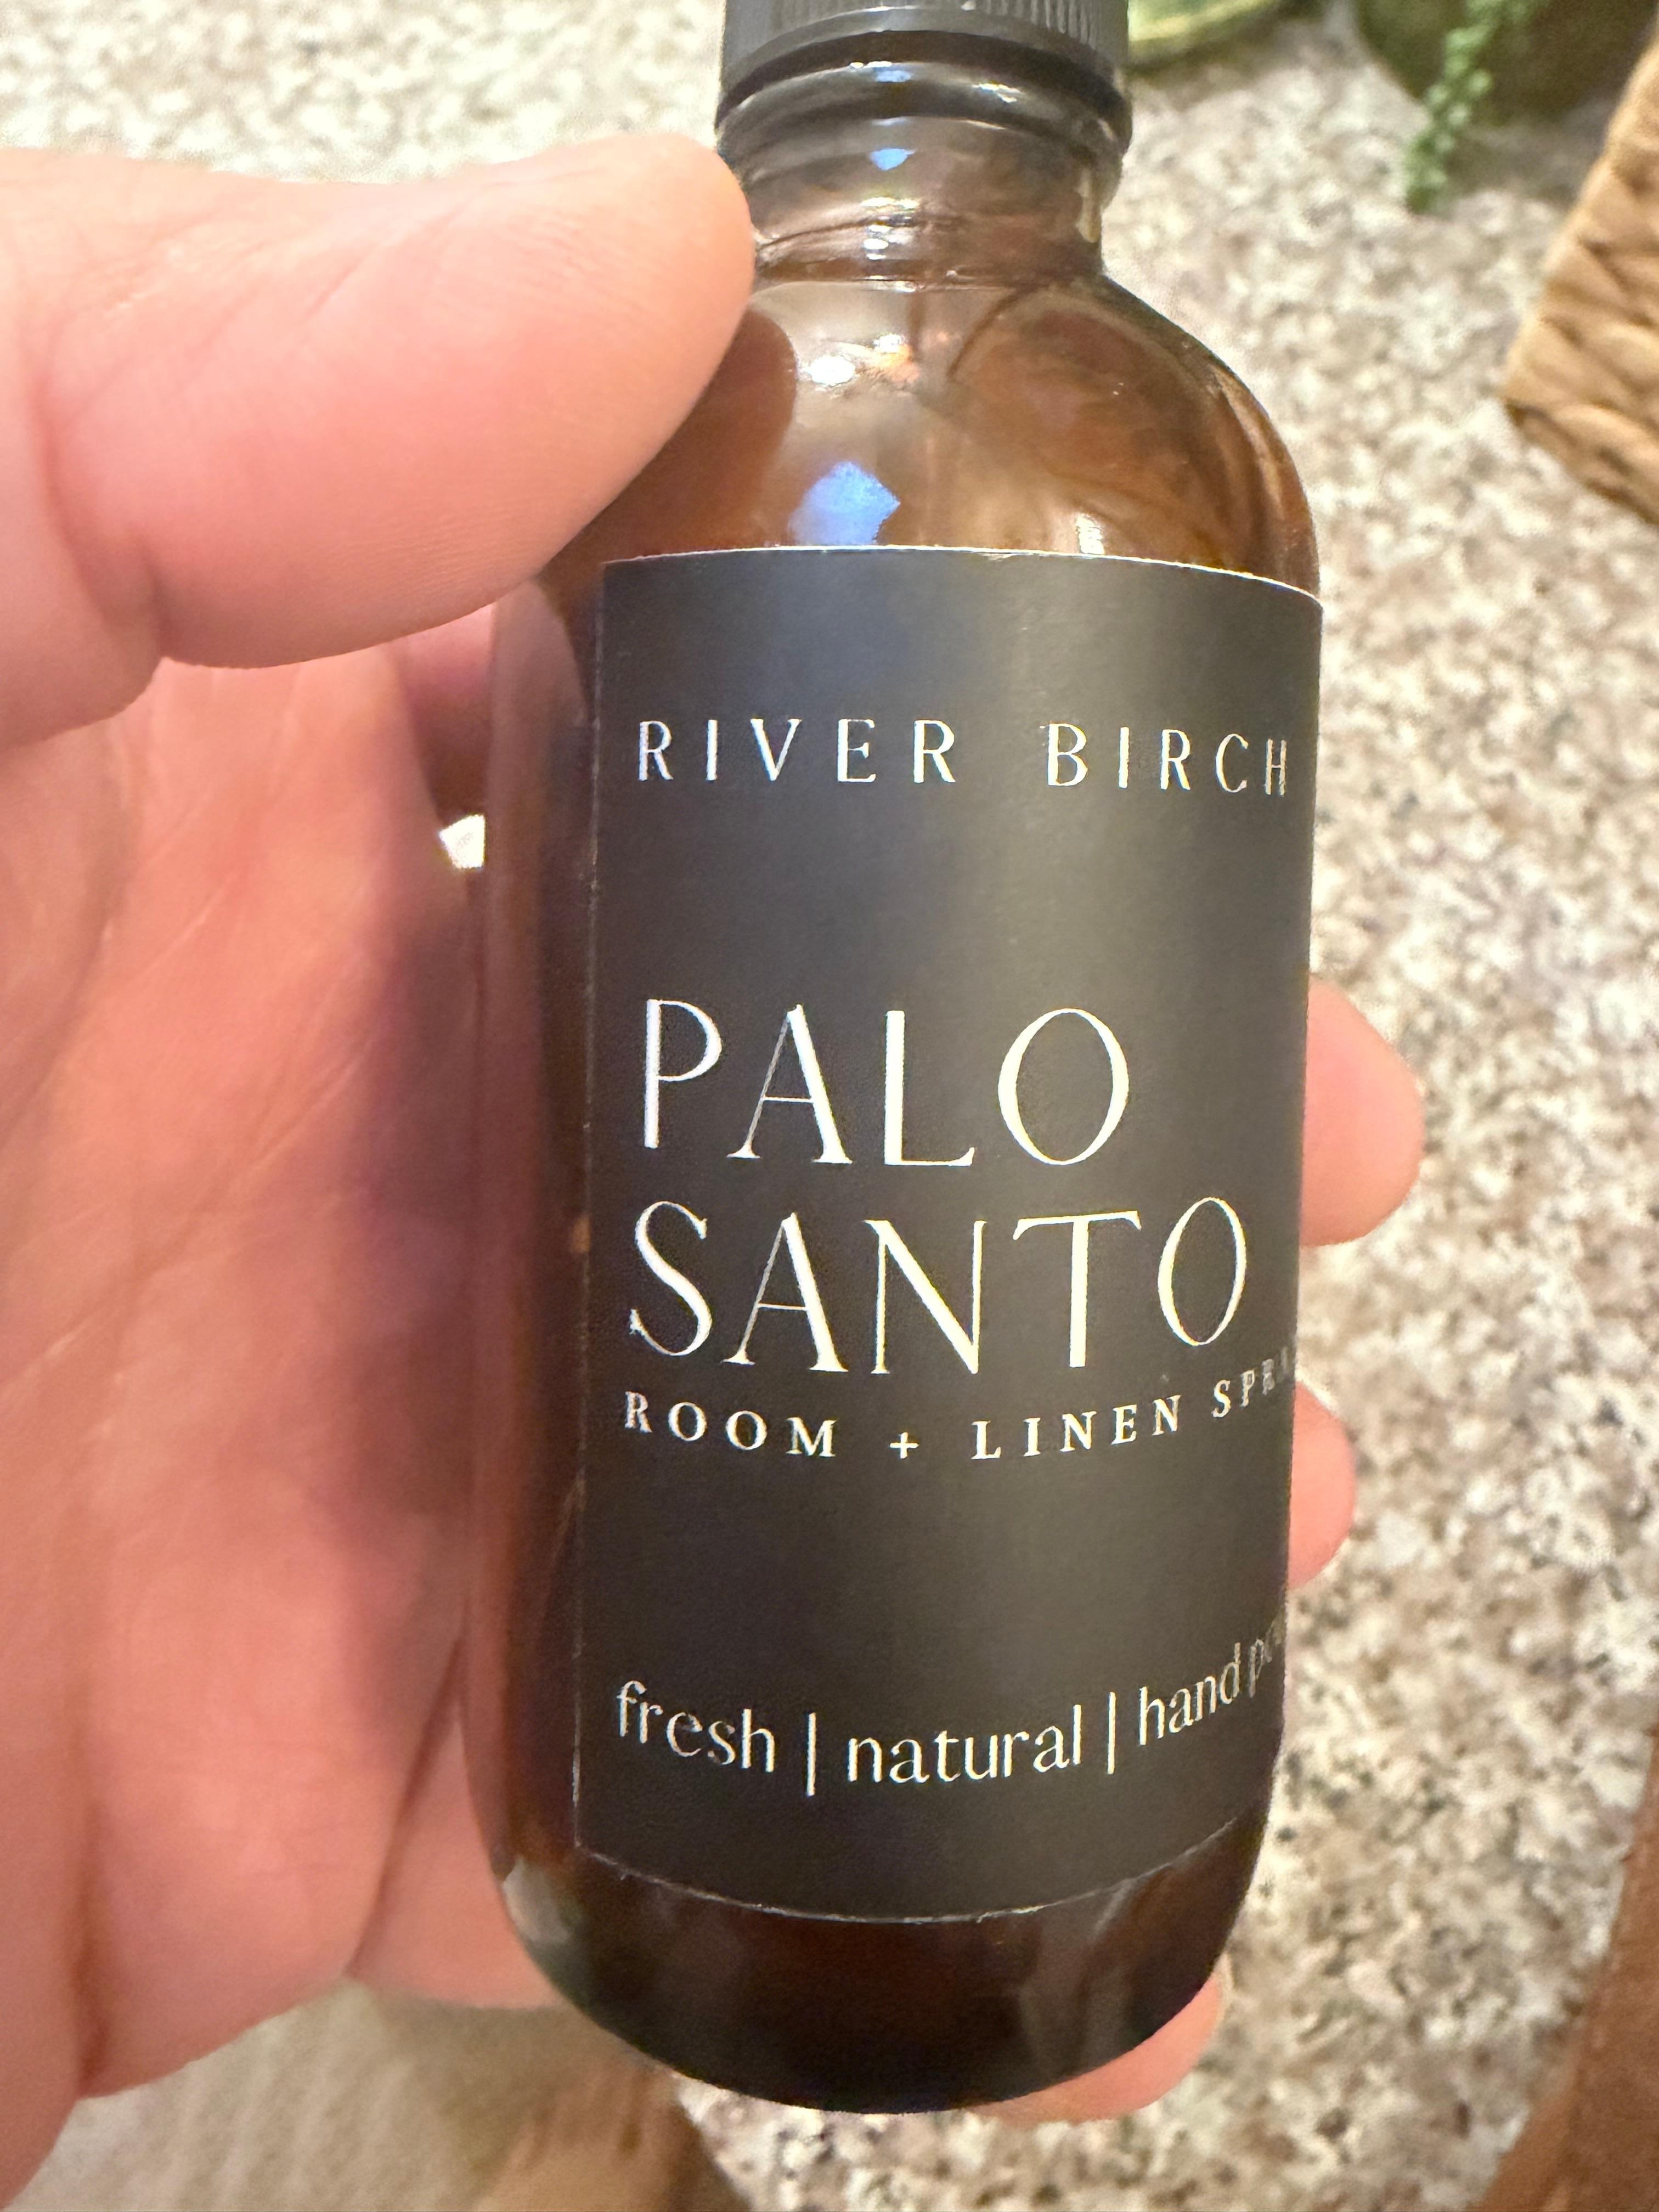 RIVER BIRCH
PALO
SANTO
ROOM + LINEN
fresh | natural | hand